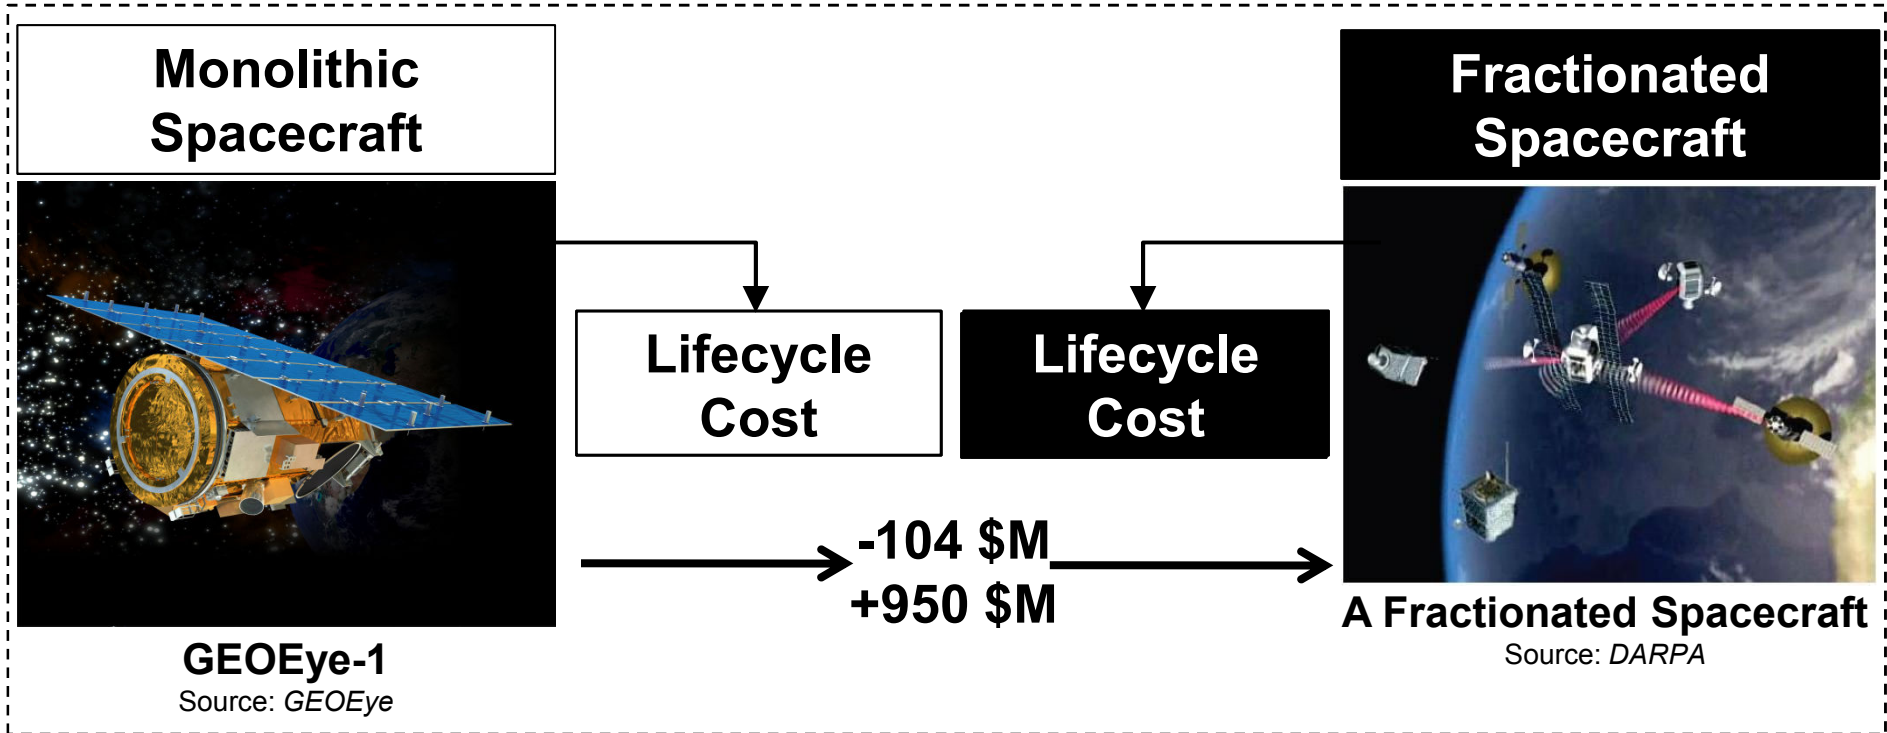 Monolithic
Spacecraft
Fractionated
Spacecraft
Lifecycle
Cost
Lifecycle
Cost
-104 $M
+950 $M
GEOEye-1
Source: GEOEye
A Fractionated Spacecraft
Source: DARPA